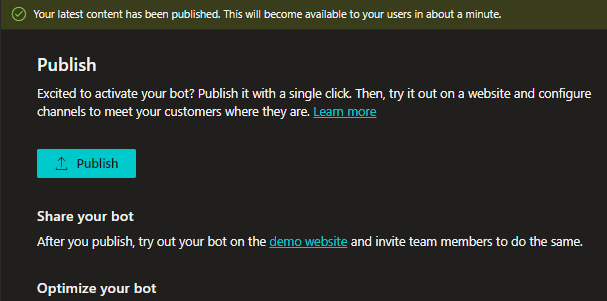 Your latest content has been published. This will become available to your users in about a minute.
Publish
Excited to activate your bot? Publish it with a single click. Then, try it out on a website and configure
channels to meet your customers where they are. Learn more
Publish
Share your bot
After you publish, try out your bot on the demo website and invite team members to do the same.
Optimize your bot